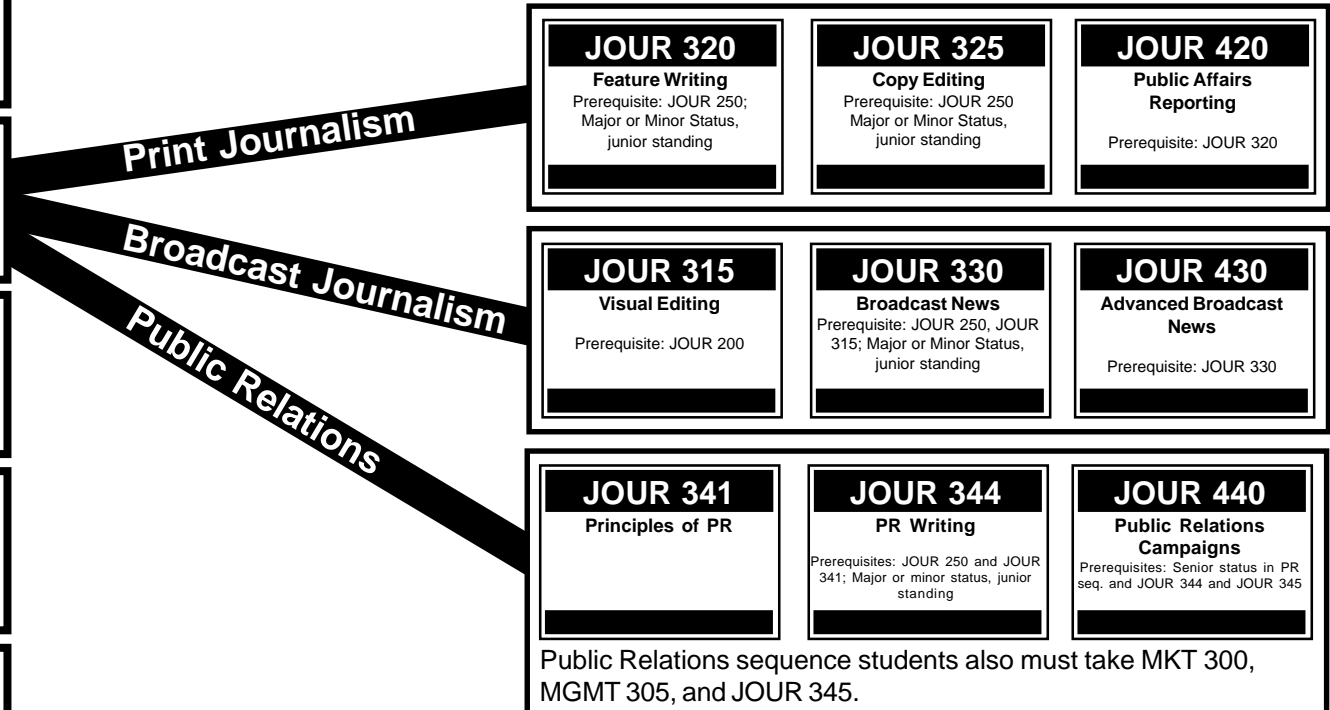 Print Journalism
JOUR 320
Feature Writing
Prerequisite: JOUR 250;
Major or Minor Status,
junior standing
JOUR 325
Copy Editing
Prerequisite: JOUR 250
Major or Minor Status,
junior standing
JOUR 420
Public Affairs
Reporting
Prerequisite: JOUR 320
Broadcast Journalism
JOUR 315
Visual Editing
Prerequisite: JOUR 200
JOUR 330
Broadcast News
Prerequisite: JOUR 250, JOUR
315; Major or Minor Status,
junior standing
JOUR 430
Advanced Broadcast
News
Prerequisite: JOUR 330
Public Relations
JOUR 341
Principles of PR
JOUR 344
PR Writing
Prerequisites: JOUR 250 and JOUR
341; Major or minor status, junior
standing
JOUR 440
Public Relations
Campaigns
Prerequisites: Senior status in PR
seq. and JOUR 344 and JOUR 345
Public Relations sequence students also must take MKT 300,
MGMT 305, and JOUR 345.